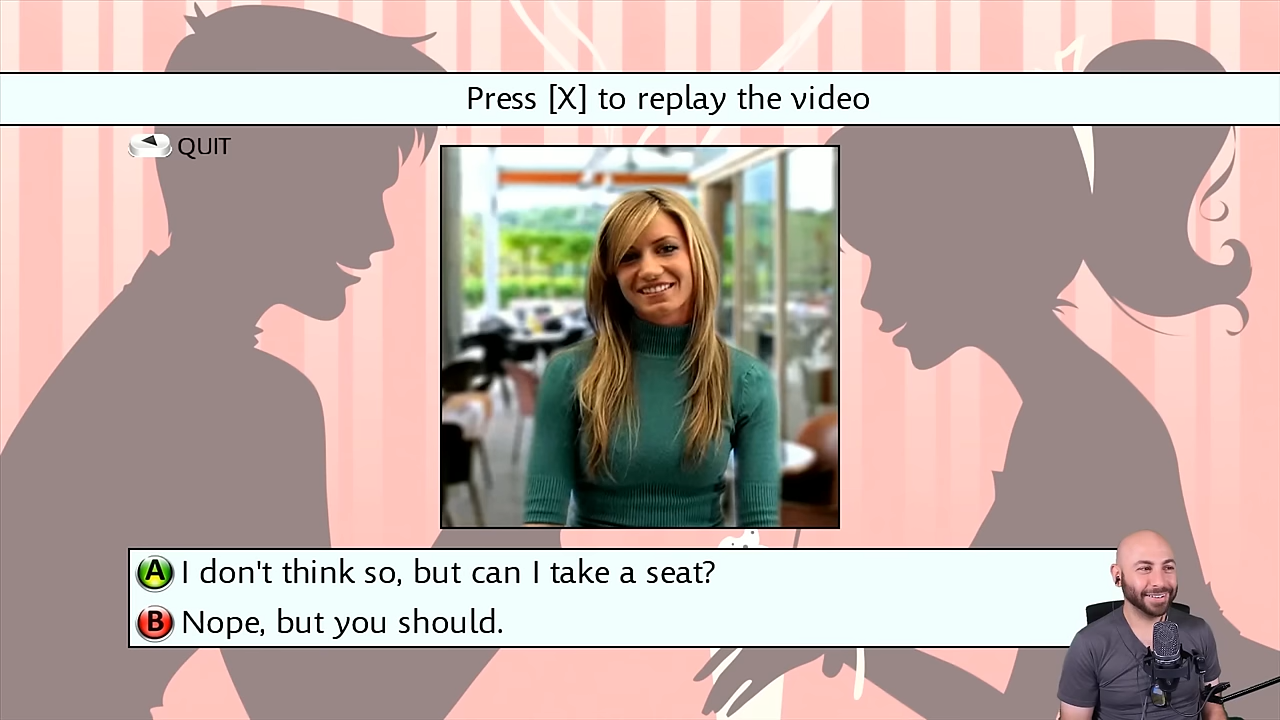 Press [X] to replay the video
QUIT
A I don't think so, but can I take a seat?
B Nope, but you should.